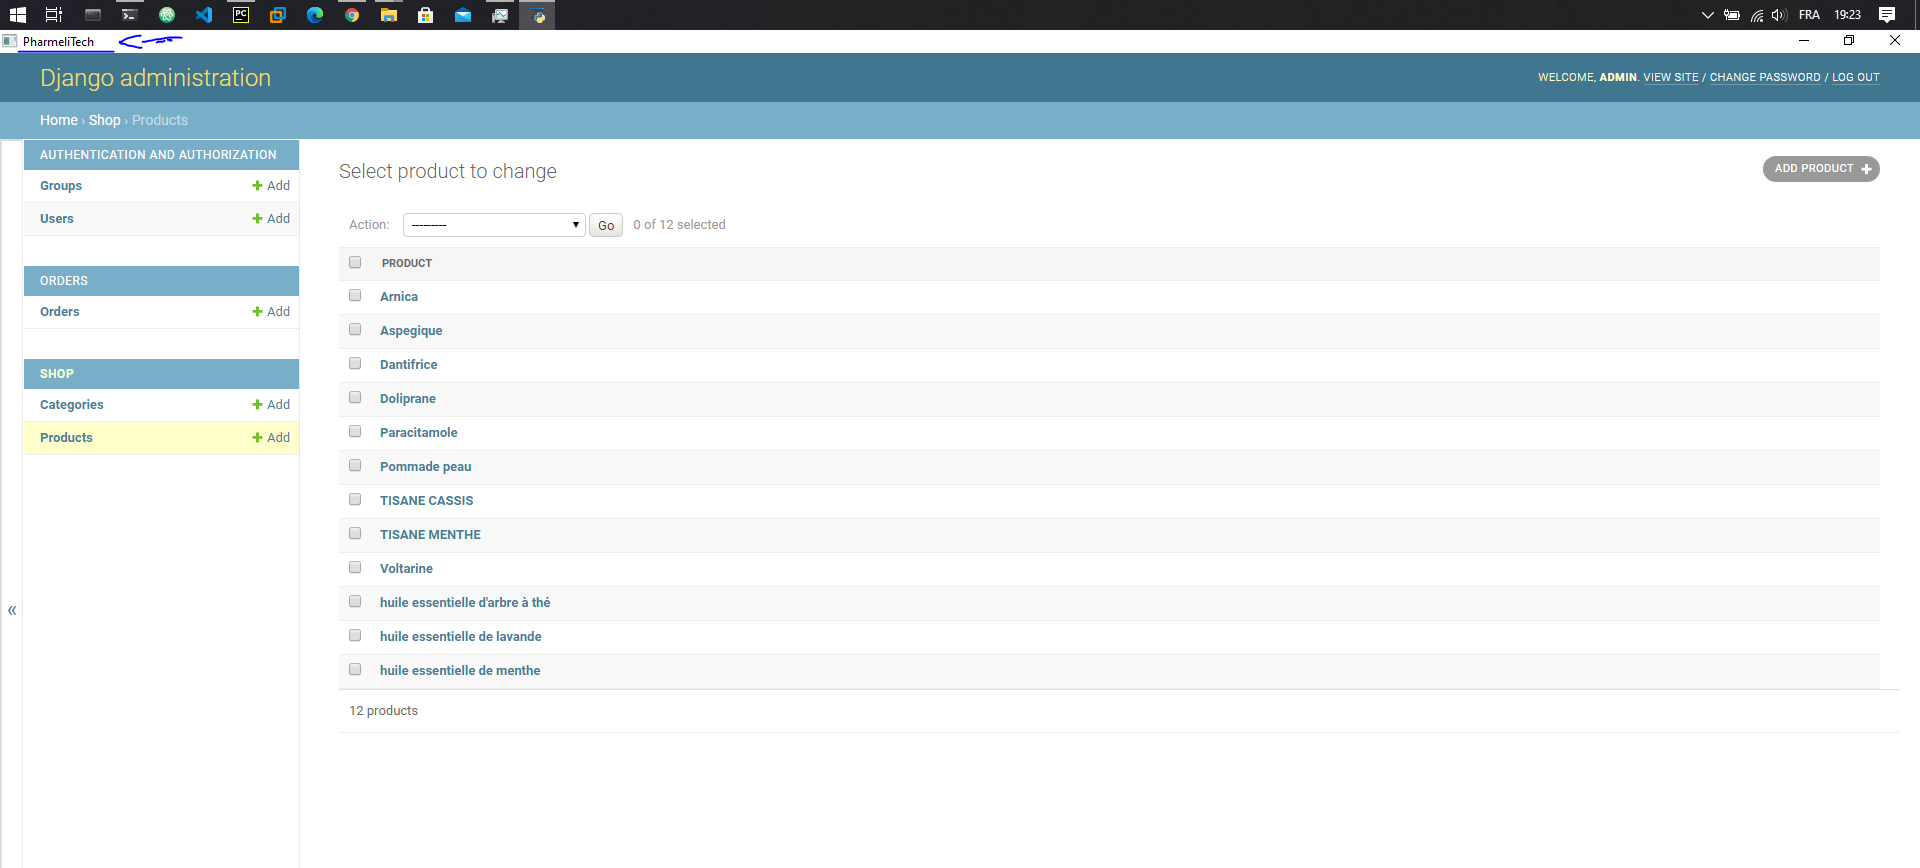 FRA 19:23
PharmeliTech
Django administration
WELCOME, ADMIN. VIEW SITE / CHANGE PASSWORD / LOG OUT
Home › Shop › Products
AUTHENTICATION AND AUTHORIZATION
Groups + Add
Users + Add
ORDERS
Orders + Add
SHOP
Categories + Add
Products + Add
«
Select product to change
ADD PRODUCT +
Action: --------- Go 0 of 12 selected
PRODUCT
Arnica
Aspegique
Dantifrice
Doliprane
Paracitamole
Pommade peau
TISANE CASSIS
TISANE MENTHE
Voltarine
huile essentielle d'arbre à thé
huile essentielle de lavande
huile essentielle de menthe
12 products